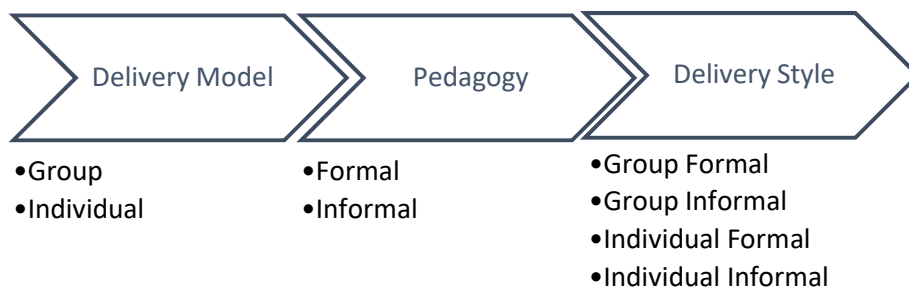 Delivery Model
•Group
•Individual
Pedagogy
•Formal
•Informal
Delivery Style
•Group Formal
•Group Informal
•Individual Formal
•Individual Informal